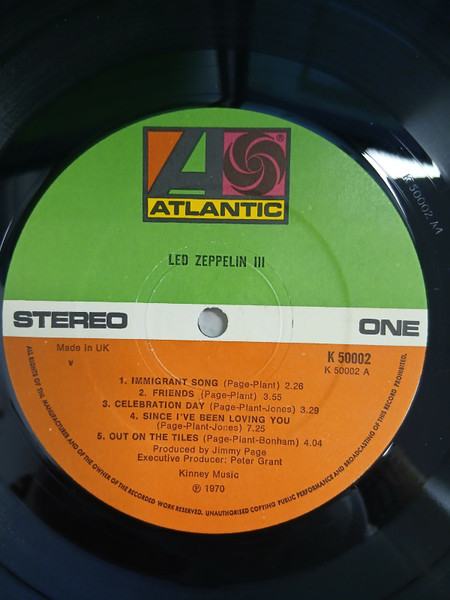 ®
ATLANTIC
LED ZEPPELIN III
STEREO
ONE
Made in UK
v
K 50002
K 50002 A
1. IMMIGRANT SONG (Page-Plant) 2.26
2. FRIENDS (Page-Plant) 3.55
3. CELEBRATION DAY (Page-Plant-Jones) 3.29
4. SINCE I'VE BEEN LOVING YOU
(Page-Plant-Jones) 7.25
5. OUT ON THE TILES (Page-Plant-Bonham) 4.04
Produced by Jimmy Page
Executive Producer: Peter Grant
Kinney Music
℗ 1970
ALL RIGHTS OF THE MANUFACTURER AND OF THE OWNER OF THE RECORDED WORK RESERVED. UNAUTHORISED COPYING PUBLIC PERFORMANCE AND BROADCASTING OF THIS RECORD PROHIBITED.